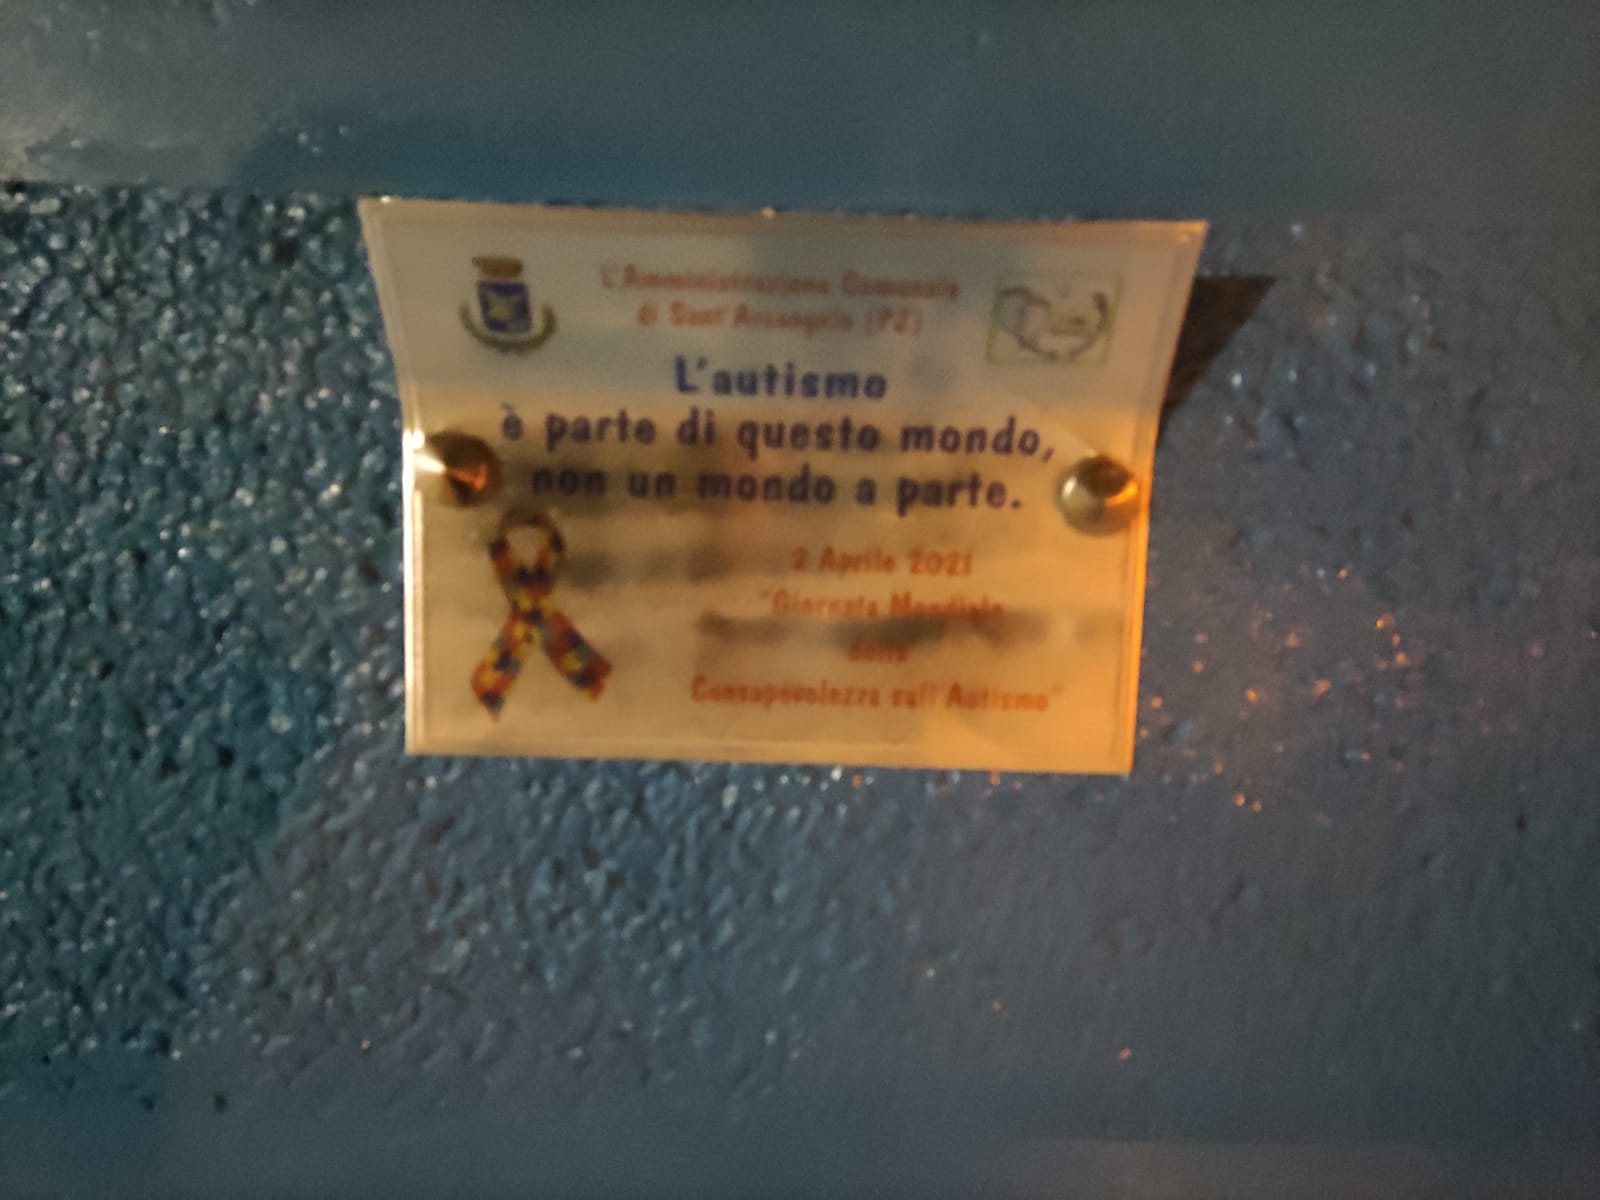 L'Amministrazione Comunale
di Sant'Arcangelo (PZ)
L'autismo
è parte di questo mondo,
non un mondo a parte.
2 Aprile 2021
"Giornata Mondiale
della
Consapevolezza sull'Autismo"